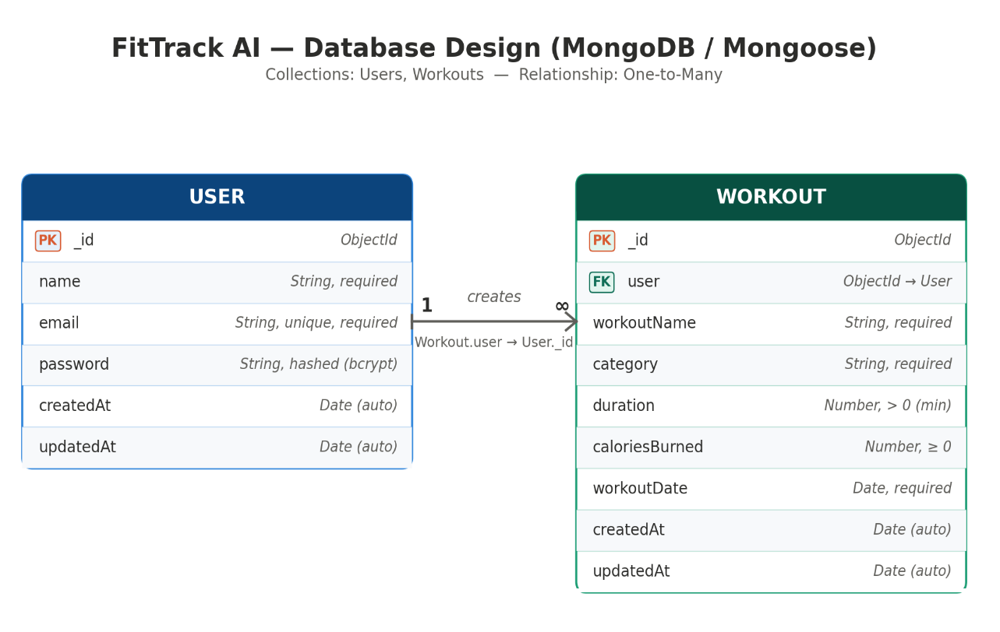 FitTrack AI — Database Design (MongoDB / Mongoose)
Collections: Users, Workouts — Relationship: One-to-Many
USER
PK _id ObjectId
name String, required
email String, unique, required
password String, hashed (bcrypt)
createdAt Date (auto)
updatedAt Date (auto)
1 creates ∞
Workout.user → User._id
WORKOUT
PK _id ObjectId
FK user ObjectId → User
workoutName String, required
category String, required
duration Number, > 0 (min)
caloriesBurned Number, ≥ 0
workoutDate Date, required
createdAt Date (auto)
updatedAt Date (auto)